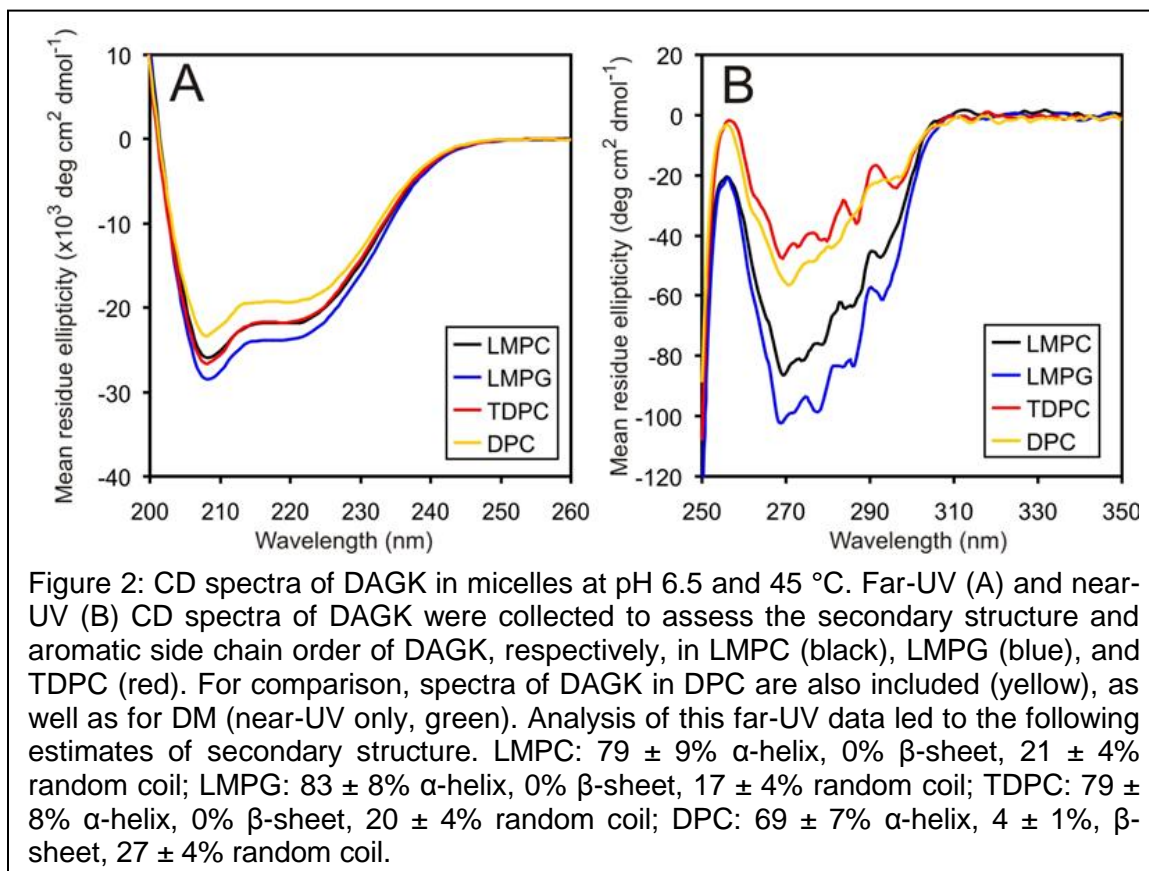 A
Mean residue ellipticity (x10³ deg cm² dmol⁻¹)
10
0
-10
-20
-30
-40
200 210 220 230 240 250 260
Wavelength (nm)
LMPC
LMPG
TDPC
DPC
B
Mean residue ellipticity (deg cm² dmol⁻¹)
20
0
-20
-40
-60
-80
-100
-120
250 270 290 310 330 350
Wavelength (nm)
LMPC
LMPG
TDPC
DPC
Figure 2: CD spectra of DAGK in micelles at pH 6.5 and 45 °C. Far-UV (A) and near-
UV (B) CD spectra of DAGK were collected to assess the secondary structure and
aromatic side chain order of DAGK, respectively, in LMPC (black), LMPG (blue), and
TDPC (red). For comparison, spectra of DAGK in DPC are also included (yellow), as
well as for DM (near-UV only, green). Analysis of this far-UV data led to the following
estimates of secondary structure. LMPC: 79 ± 9% α-helix, 0% β-sheet, 21 ± 4%
random coil; LMPG: 83 ± 8% α-helix, 0% β-sheet, 17 ± 4% random coil; TDPC: 79 ±
8% α-helix, 0% β-sheet, 20 ± 4% random coil; DPC: 69 ± 7% α-helix, 4 ± 1%, β-
sheet, 27 ± 4% random coil.